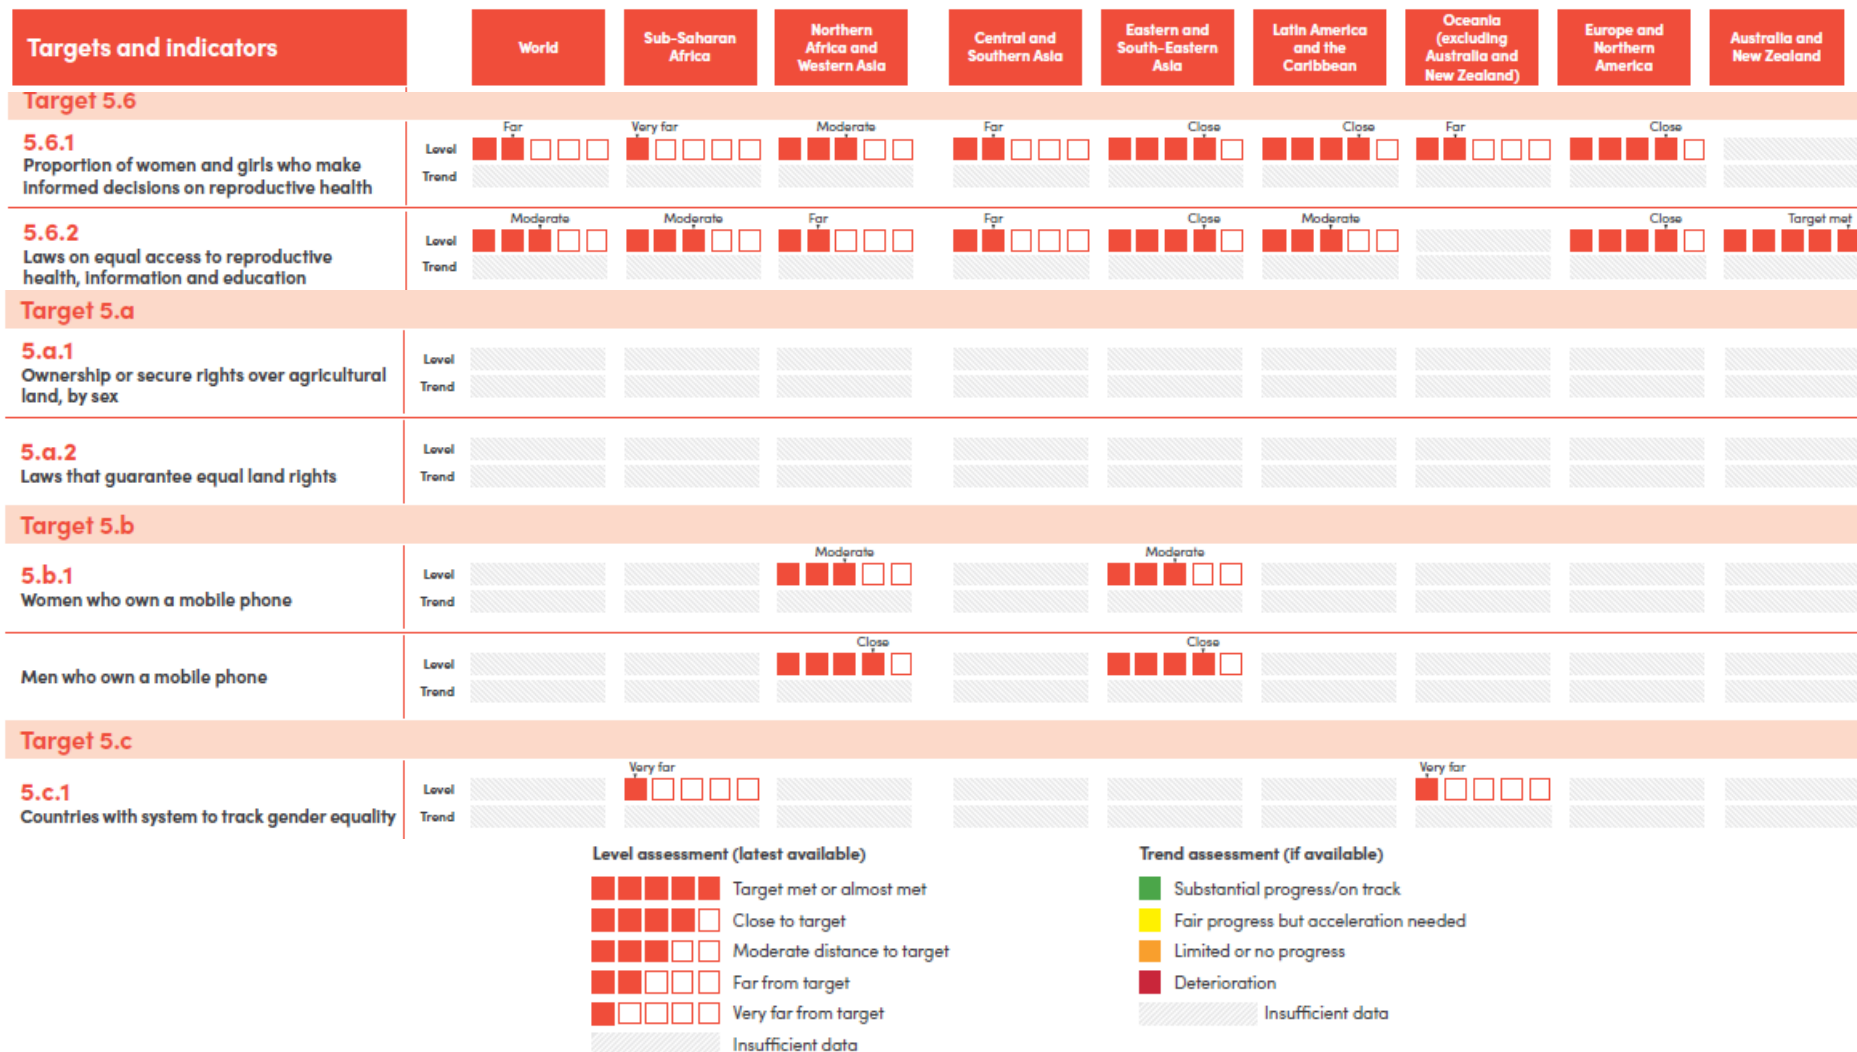 Targets and indicators
World
Sub-Saharan
Africa
Northern
Africa and
Western Asia
Central and
Southern Asia
Eastern and
South-Eastern
Asia
Latin America
and the
Caribbean
Oceania
(excluding
Australia and
New Zealand)
Europe and
Northern
America
Australia and
New Zealand
Target 5.6
5.6.1
Proportion of women and girls who make
informed decisions on reproductive health
Level
Far
Very far
Moderate
Far
Close
Close
Far
Close
Trend
5.6.2
Laws on equal access to reproductive
health, information and education
Level
Moderate
Moderate
Far
Far
Close
Moderate
Close
Target met
Trend
Target 5.a
5.a.1
Ownership or secure rights over agricultural
land, by sex
Level
Trend
5.a.2
Laws that guarantee equal land rights
Level
Trend
Target 5.b
5.b.1
Women who own a mobile phone
Level
Moderate
Moderate
Trend
Men who own a mobile phone
Level
Close
Close
Trend
Target 5.c
5.c.1
Countries with system to track gender equality
Level
Very far
Very far
Trend
Level assessment (latest available)
Target met or almost met
Close to target
Moderate distance to target
Far from target
Very far from target
Insufficient data
Trend assessment (if available)
Substantial progress/on track
Fair progress but acceleration needed
Limited or no progress
Deterioration
Insufficient data